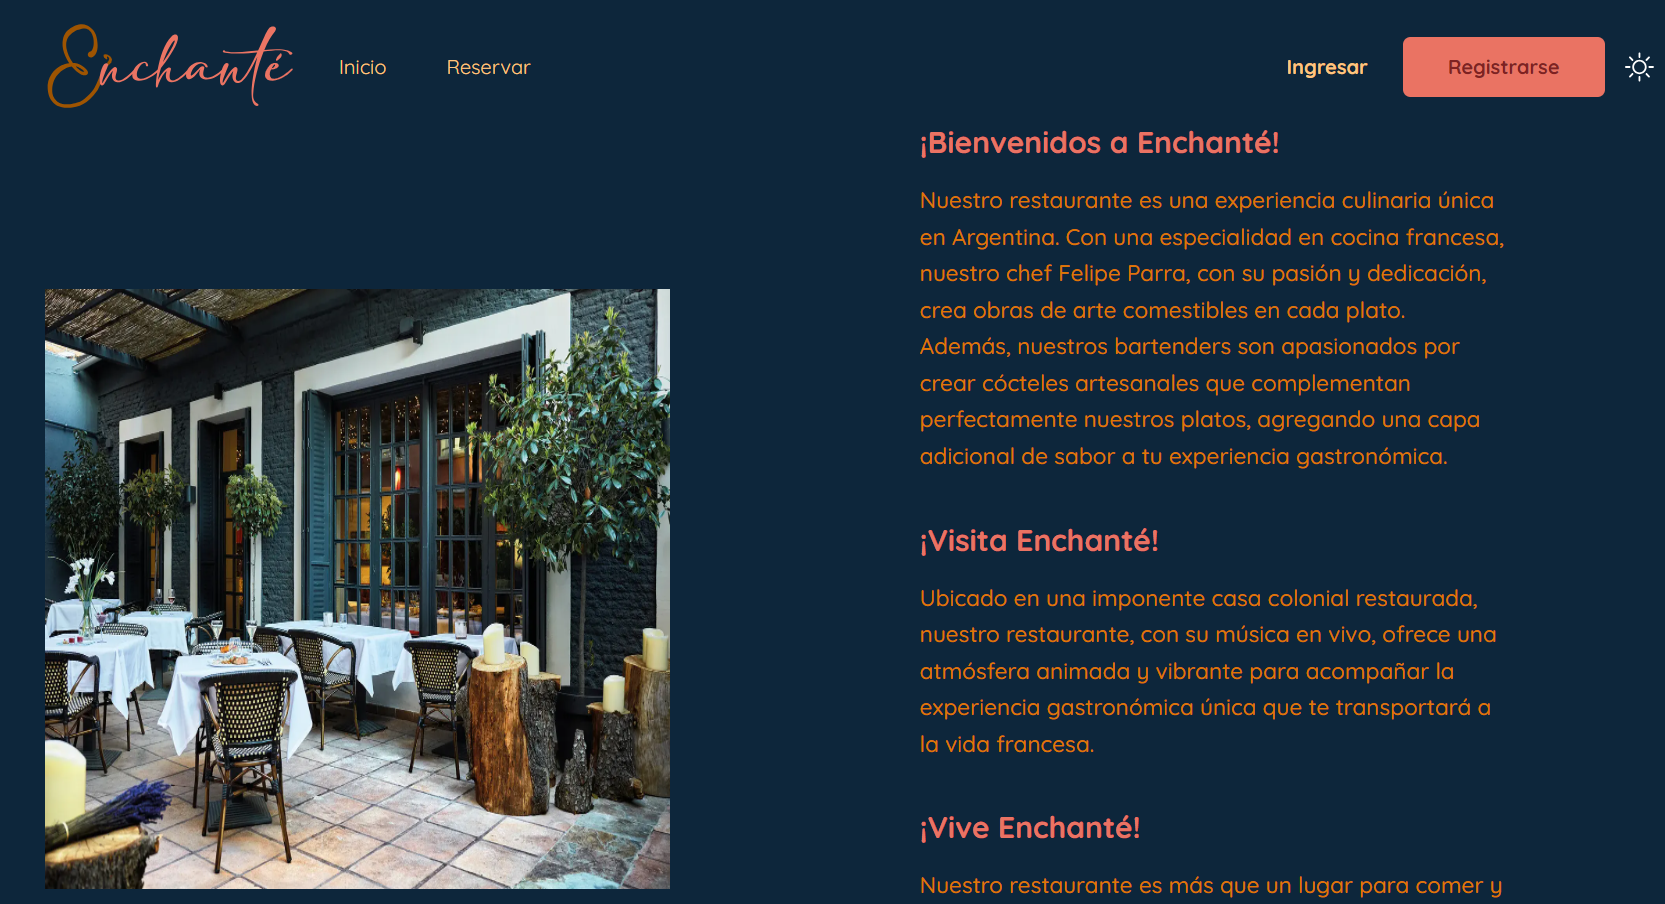 Enchanté
Inicio
Reservar
Ingresar
Registrarse
¡Bienvenidos a Enchanté!
Nuestro restaurante es una experiencia culinaria única
en Argentina. Con una especialidad en cocina francesa,
nuestro chef Felipe Parra, con su pasión y dedicación,
crea obras de arte comestibles en cada plato.
Además, nuestros bartenders son apasionados por
crear cócteles artesanales que complementan
perfectamente nuestros platos, agregando una capa
adicional de sabor a tu experiencia gastronómica.
¡Visita Enchanté!
Ubicado en una imponente casa colonial restaurada,
nuestro restaurante, con su música en vivo, ofrece una
atmósfera animada y vibrante para acompañar la
experiencia gastronómica única que te transportará a
la vida francesa.
¡Vive Enchanté!
Nuestro restaurante es más que un lugar para comer y